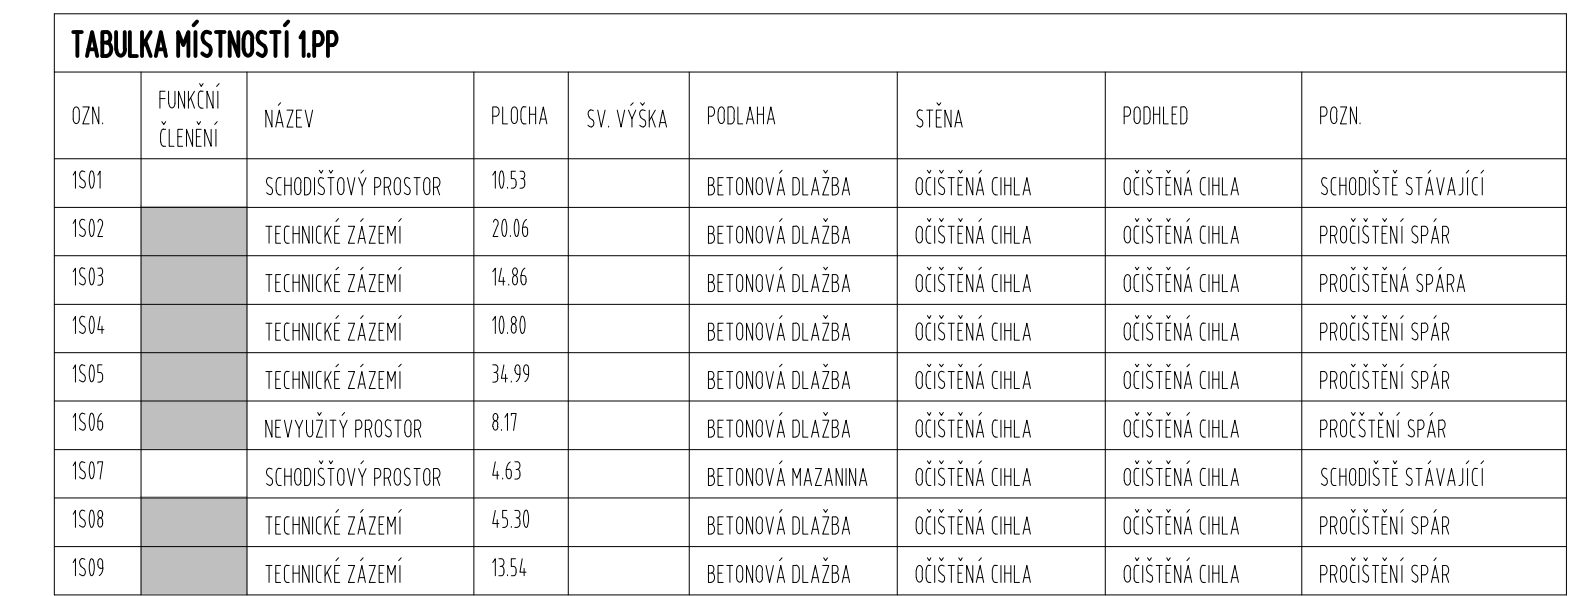 TABULKA MÍSTNOSTÍ 1.PP
OZN. FUNKČNÍ ČLENĚNÍ NÁZEV PLOCHA SV. VÝŠKA PODLAHA STĚNA PODHLED POZN.
1S01 SCHODIŠŤOVÝ PROSTOR 10.53 BETONOVÁ DLAŽBA OČIŠTĚNÁ CIHLA OČIŠTĚNÁ CIHLA SCHODIŠTĚ STÁVAJÍCÍ
1S02 TECHNICKÉ ZÁZEMÍ 20.06 BETONOVÁ DLAŽBA OČIŠTĚNÁ CIHLA OČIŠTĚNÁ CIHLA PROČIŠTĚNÍ SPÁR
1S03 TECHNICKÉ ZÁZEMÍ 14.86 BETONOVÁ DLAŽBA OČIŠTĚNÁ CIHLA OČIŠTĚNÁ CIHLA PROČIŠTĚNÁ SPÁRA
1S04 TECHNICKÉ ZÁZEMÍ 10.80 BETONOVÁ DLAŽBA OČIŠTĚNÁ CIHLA OČIŠTĚNÁ CIHLA PROČIŠTĚNÍ SPÁR
1S05 TECHNICKÉ ZÁZEMÍ 34.99 BETONOVÁ DLAŽBA OČIŠTĚNÁ CIHLA OČIŠTĚNÁ CIHLA PROČIŠTĚNÍ SPÁR
1S06 NEVYUŽITÝ PROSTOR 8.17 BETONOVÁ DLAŽBA OČIŠTĚNÁ CIHLA OČIŠTĚNÁ CIHLA PROČŠTĚNÍ SPÁR
1S07 SCHODIŠŤOVÝ PROSTOR 4.63 BETONOVÁ MAZANINA OČIŠTĚNÁ CIHLA OČIŠTĚNÁ CIHLA SCHODIŠTĚ STÁVAJÍCÍ
1S08 TECHNICKÉ ZÁZEMÍ 45.30 BETONOVÁ DLAŽBA OČIŠTĚNÁ CIHLA OČIŠTĚNÁ CIHLA PROČIŠTĚNÍ SPÁR
1S09 TECHNICKÉ ZÁZEMÍ 13.54 BETONOVÁ DLAŽBA OČIŠTĚNÁ CIHLA OČIŠTĚNÁ CIHLA PROČIŠTĚNÍ SPÁR